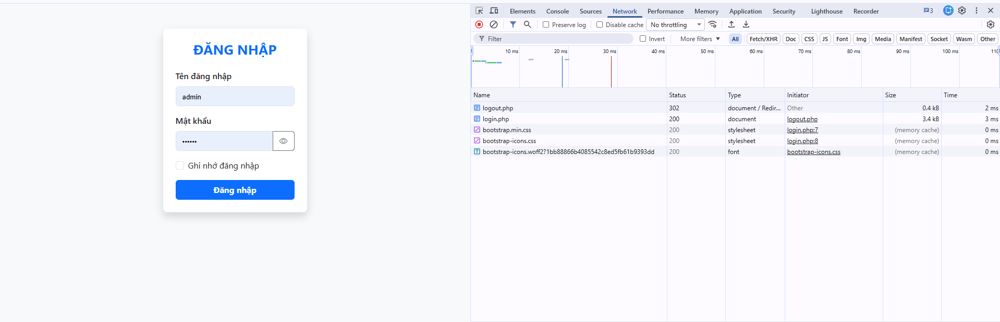 ĐĂNG NHẬP
Tên đăng nhập
admin
Mật khẩu
••••••
Ghi nhớ đăng nhập
Đăng nhập
Elements Console Sources Network Performance Memory Application Security Lighthouse Recorder 3
Preserve log Disable cache No throttling
Filter Invert More filters All Fetch/XHR Doc CSS JS Font Img Media Manifest Socket Wasm Other
10 ms 20 ms 30 ms 40 ms 50 ms 60 ms 70 ms 80 ms 90 ms 100 ms 110
Name Status Type Initiator Size Time
logout.php 302 document / Redir... Other 0.4 kB 2 ms
login.php 200 document logout.php 3.4 kB 3 ms
bootstrap.min.css 200 stylesheet login.php:7 (memory cache) 0 ms
bootstrap-icons.css 200 stylesheet login.php:8 (memory cache) 0 ms
bootstrap-icons.woff2?1bb88866b4085542c8ed5fb61b9393dd 200 font bootstrap-icons.css (memory cache) 0 ms